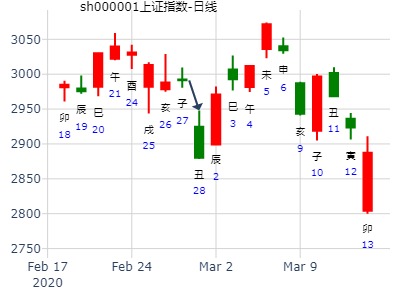 sh000001上证指数-日线
3050
3000
2950
2900
2850
2800
2750
卯
18
辰
19
巳
20
午
21
酉
24
戌
25
亥
26
子
27
丑
28
辰
2
巳
3
午
4
未
5
申
6
亥
9
子
10
丑
11
寅
12
卯
13
Feb 17
2020
Feb 24
Mar 2
Mar 9